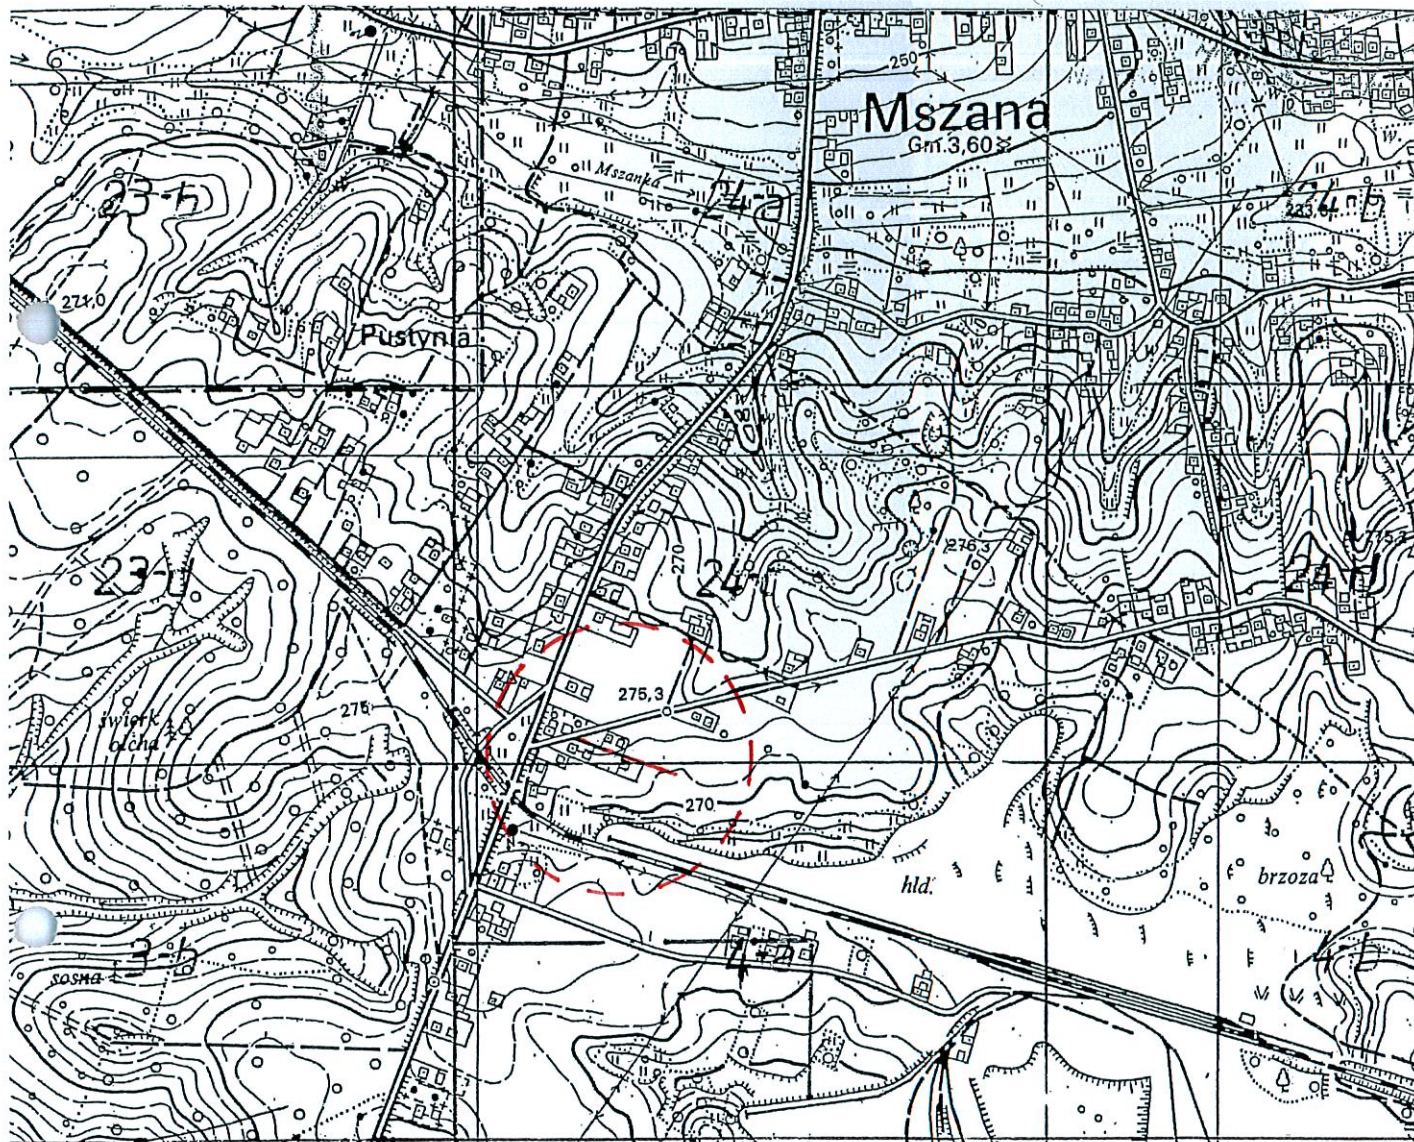 250
Mszana
Gm.3,60
Mszanka
23-b
24-a
24-b
271,0
Pustynia
270
276,3
23-d
24-
24-d
275,3
275
świerk
olcha
270
hłd.
brzoza
sosna
3-b
4-a
4-b